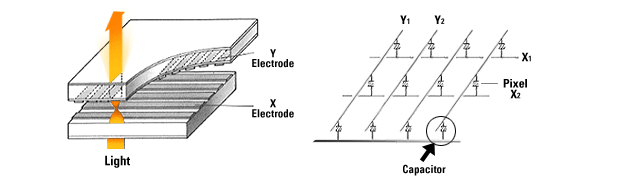 Y
Electrode
X
Electrode
Light
Y1 Y2
X1
Pixel
X2
Capacitor